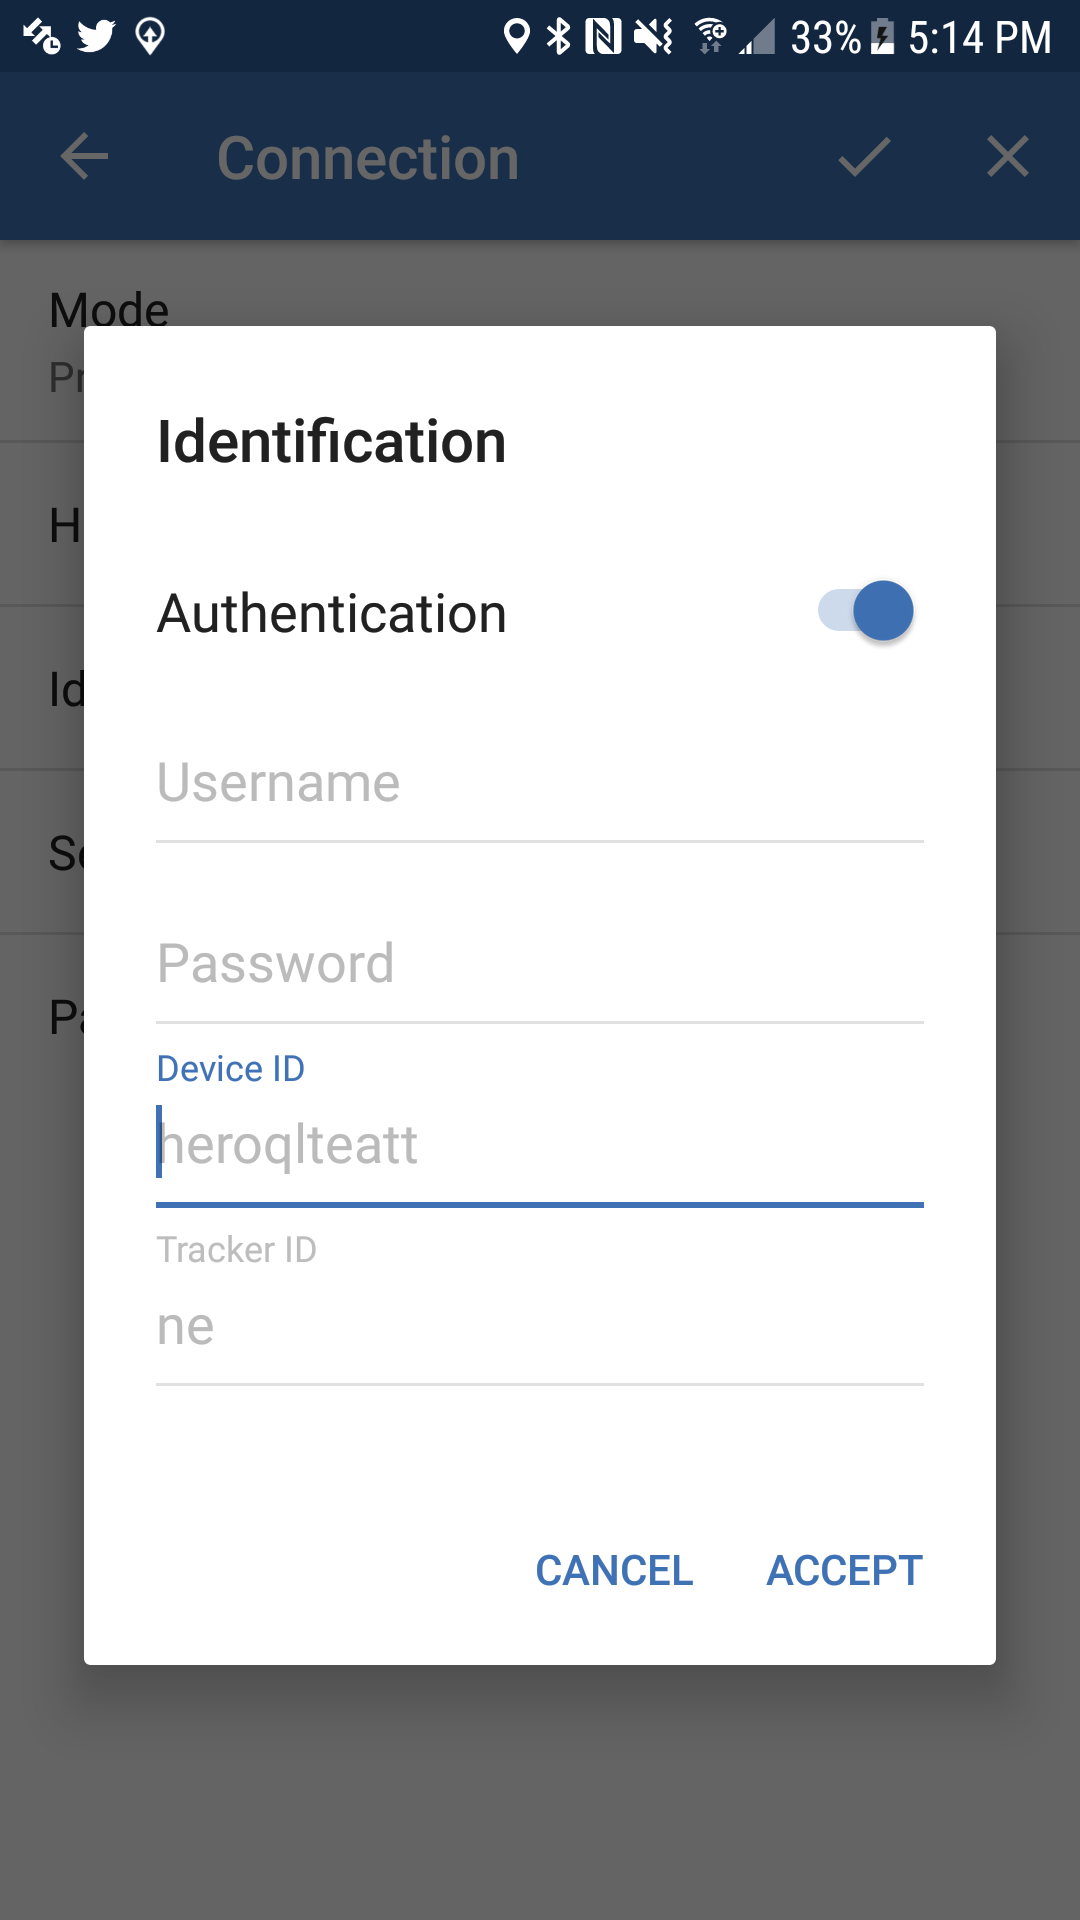 33% 5:14 PM
Connection
Mode
Pr
H
Identification
Authentication
Id
Username
S
Password
Pa
Device ID
heroqlteatt
Tracker ID
ne
CANCEL ACCEPT